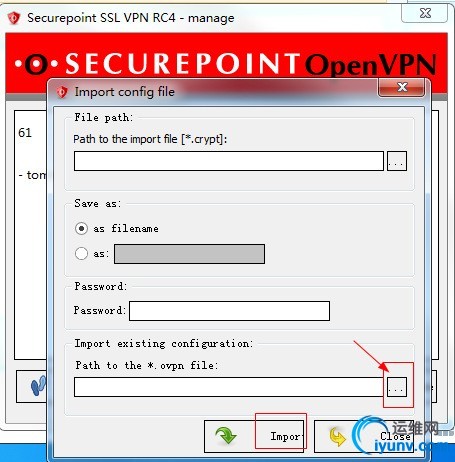 Securepoint SSL VPN RC4 - manage
SECUREPOINT OpenVPN
Import config file
61
- tom
File path:
Path to the import file [*.crypt]:
...
Save as:
as filename
as:
Password:
Password:
Import existing configuration:
Path to the *.ovpn file:
...
Impor
Close
运维网
iyunv.com